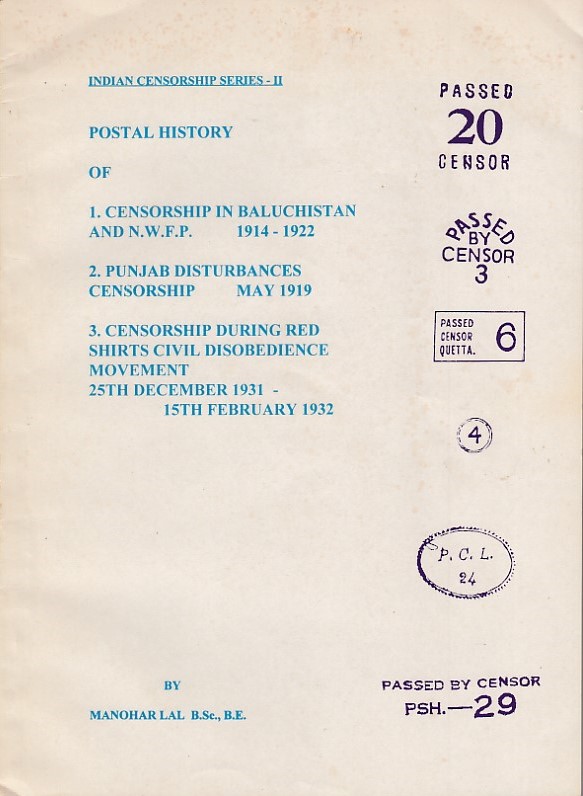 INDIAN CENSORSHIP SERIES - II
POSTAL HISTORY
OF
1. CENSORSHIP IN BALUCHISTAN
AND N.W.F.P. 1914 - 1922
2. PUNJAB DISTURBANCES
CENSORSHIP MAY 1919
3. CENSORSHIP DURING RED
SHIRTS CIVIL DISOBEDIENCE
MOVEMENT
25TH DECEMBER 1931 -
15TH FEBRUARY 1932
BY
MANOHAR LAL B.Sc., B.E.
PASSED
20
CENSOR
PASSED
BY
CENSOR
3
PASSED
CENSOR
QUETTA.
6
4
P. C. L.
24
PASSED BY CENSOR
PSH.—29